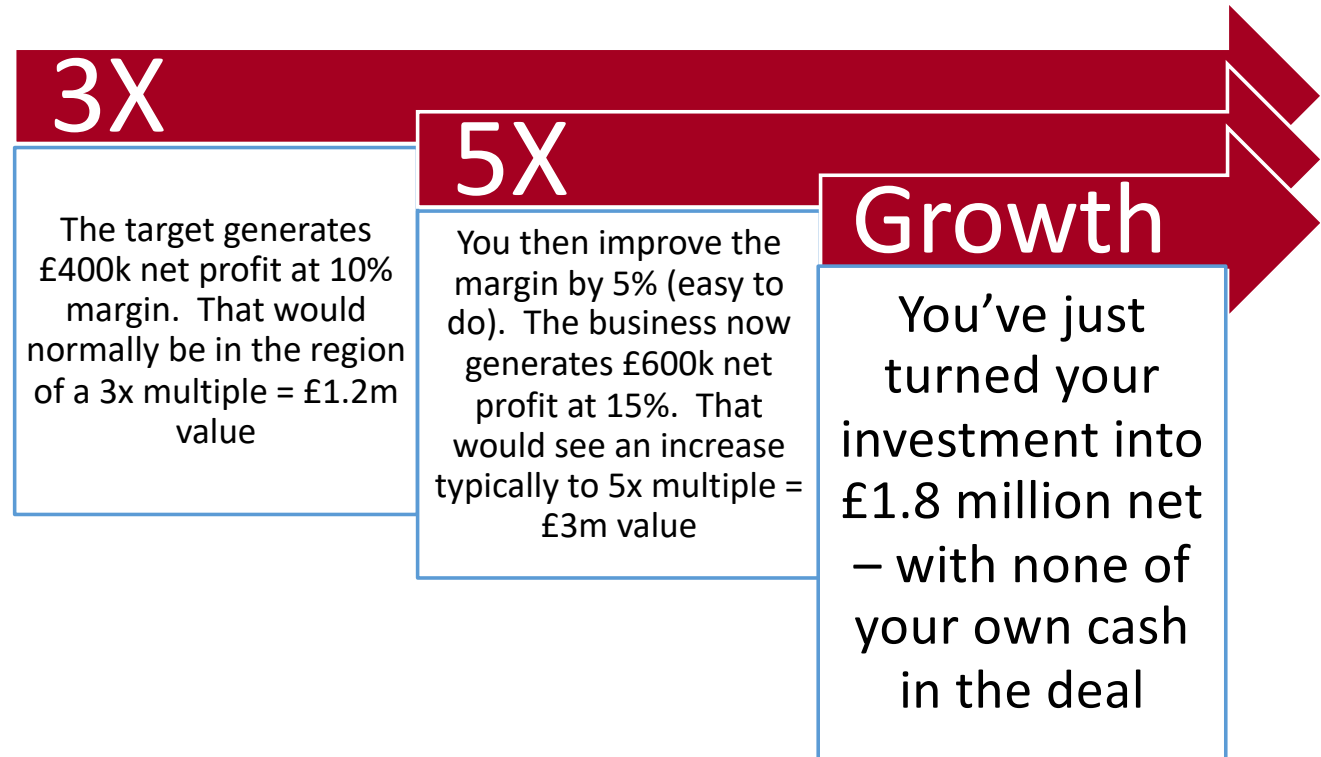 3X
The target generates
£400k net profit at 10%
margin.  That would
normally be in the region
of a 3x multiple = £1.2m
value
5X
You then improve the
margin by 5% (easy to
do).  The business now
generates £600k net
profit at 15%.  That
would see an increase
typically to 5x multiple =
£3m value
Growth
You’ve just
turned your
investment into
£1.8 million net
– with none of
your own cash
in the deal